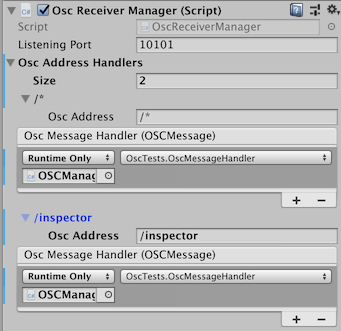 Osc Receiver Manager (Script)
Script OscReceiverManager
Listening Port 10101
Osc Address Handlers
Size 2
/*
Osc Address /*
Osc Message Handler (OSCMessage)
Runtime Only OscTests.OscMessageHandler
OSCManag
+ −
/inspector
Osc Address /inspector
Osc Message Handler (OSCMessage)
Runtime Only OscTests.OscMessageHandler
OSCManag
+ −